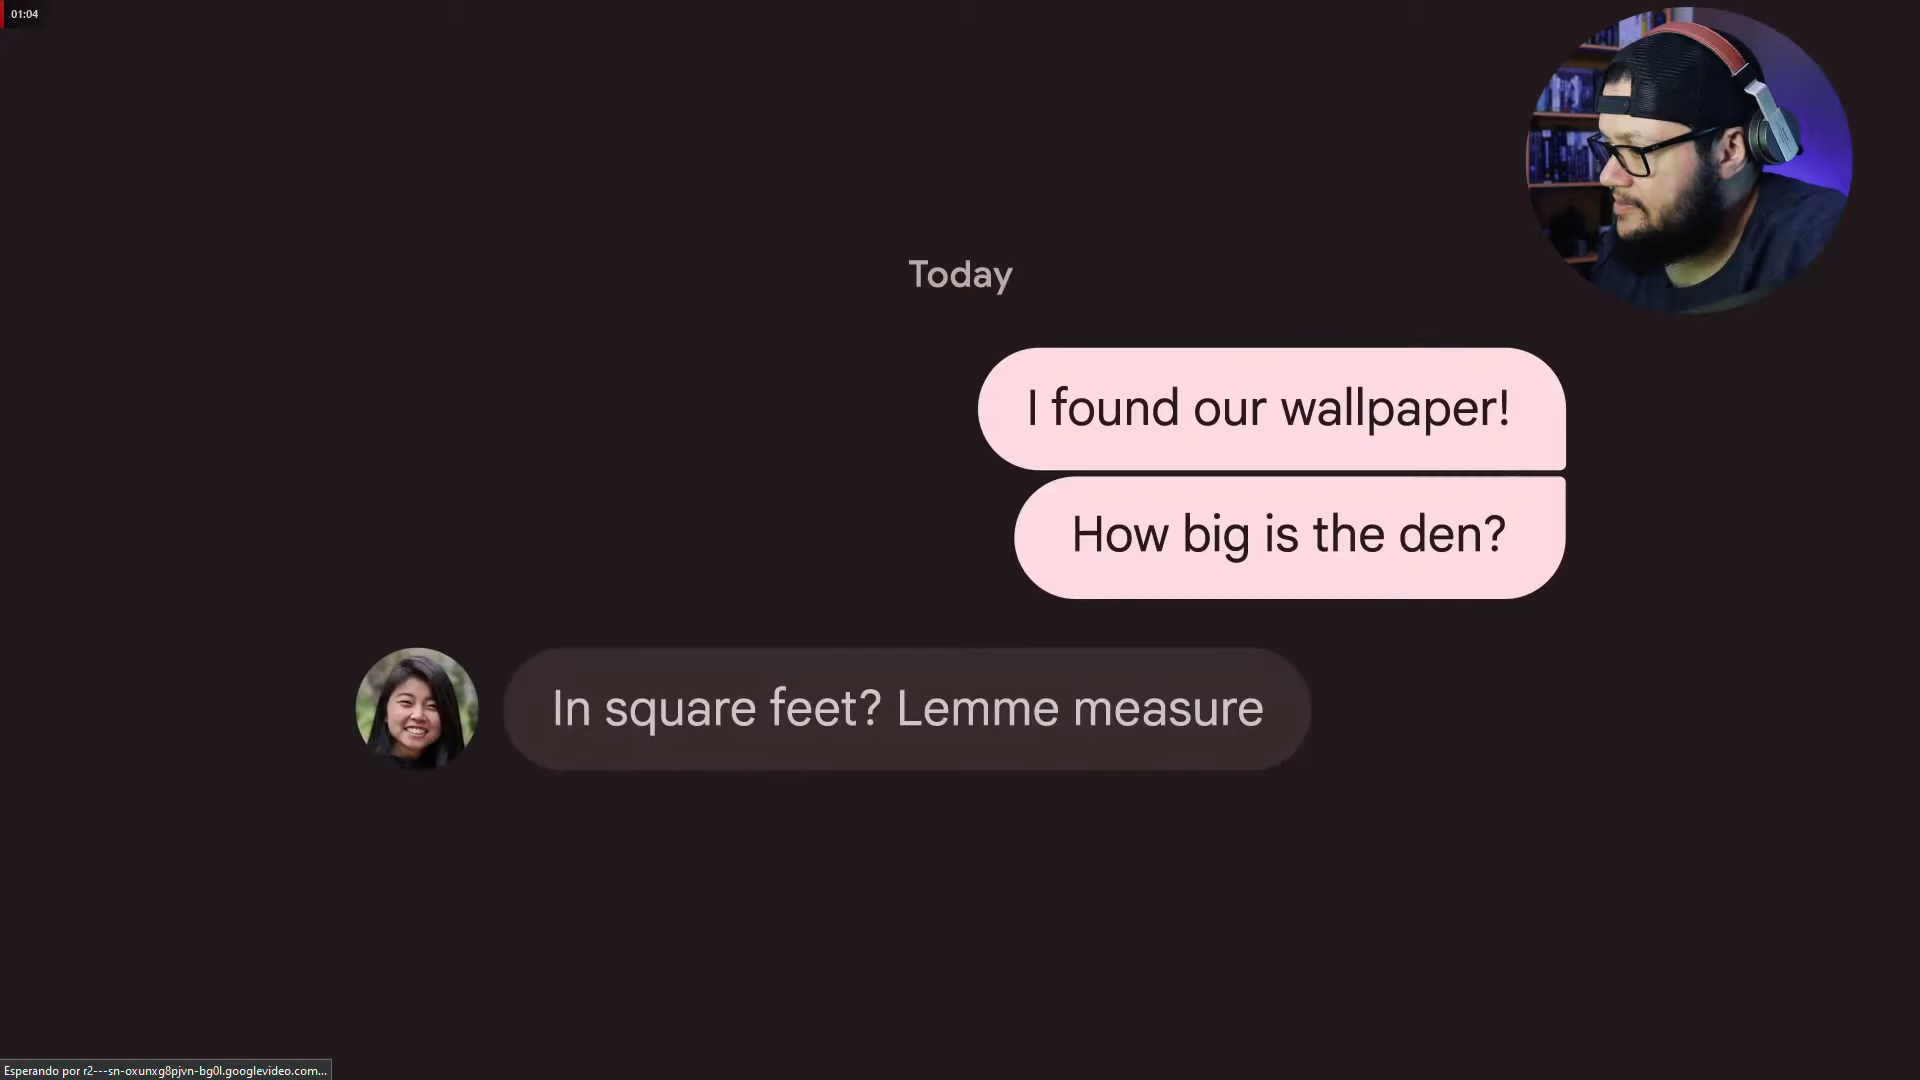 01:04
Today
I found our wallpaper!
How big is the den?
In square feet? Lemme measure
Esperando por r2---sn-oxunxg8pjvn-bg0l.googlevideo.com...